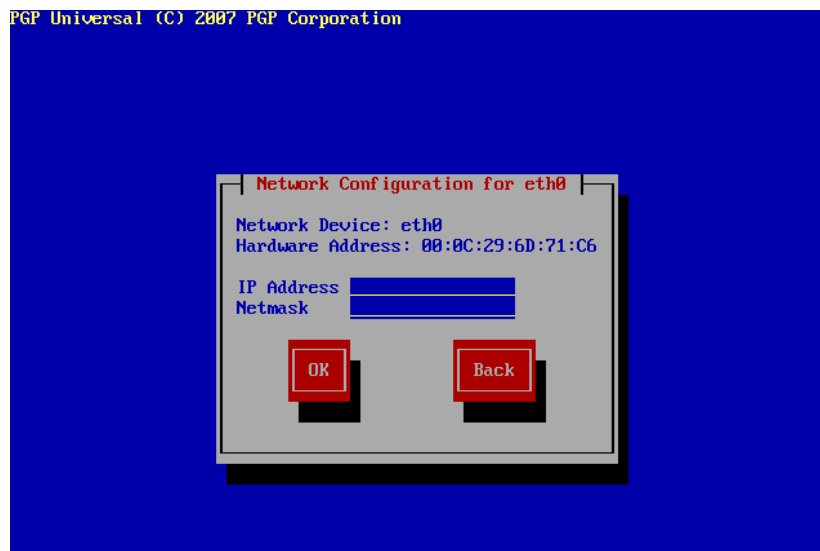 PGP Universal (C) 2007 PGP Corporation
Network Configuration for eth0
Network Device: eth0
Hardware Address: 00:0C:29:6D:71:C6
IP Address
Netmask
OK Back